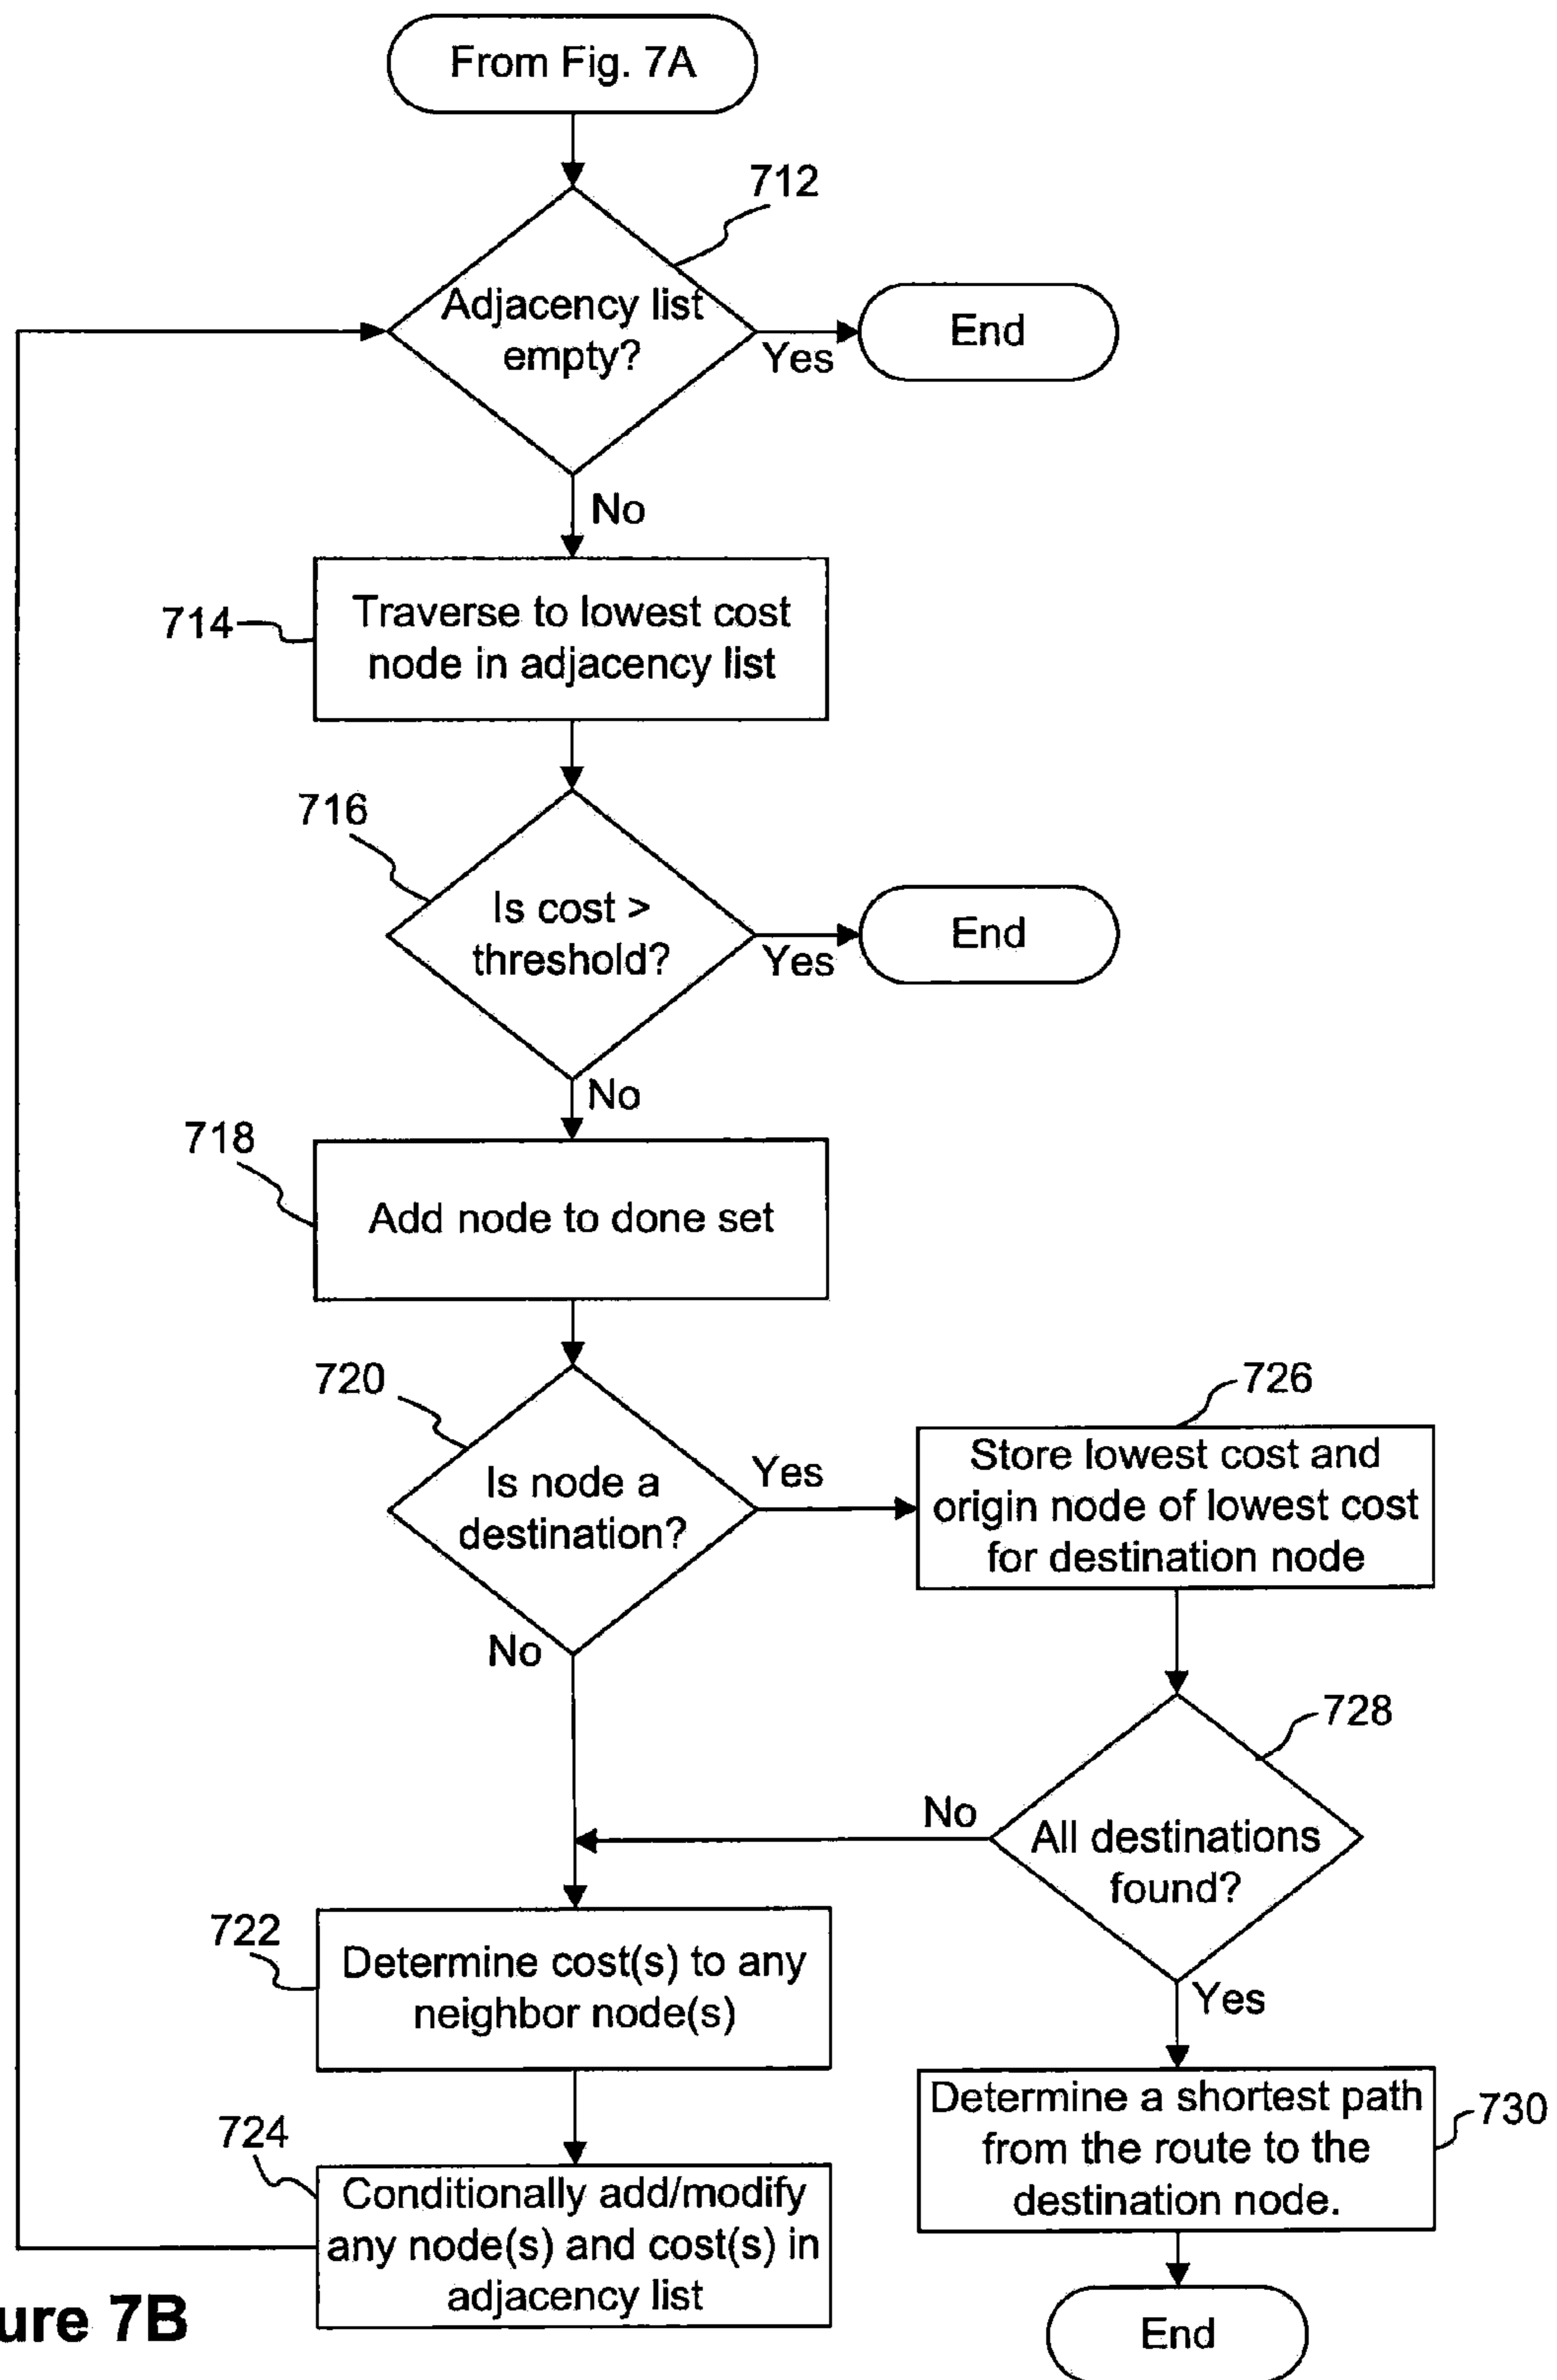 From Fig. 7A
712
Adjacency list
empty?
Yes
End
No
714
Traverse to lowest cost
node in adjacency list
716
Is cost >
threshold?
Yes
End
No
718
Add node to done set
720
Is node a
destination?
Yes
726
Store lowest cost and
origin node of lowest cost
for destination node
No
728
All destinations
found?
No
Yes
722
Determine cost(s) to any
neighbor node(s)
730
Determine a shortest path
from the route to the
destination node.
724
Conditionally add/modify
any node(s) and cost(s) in
adjacency list
End
ure 7B